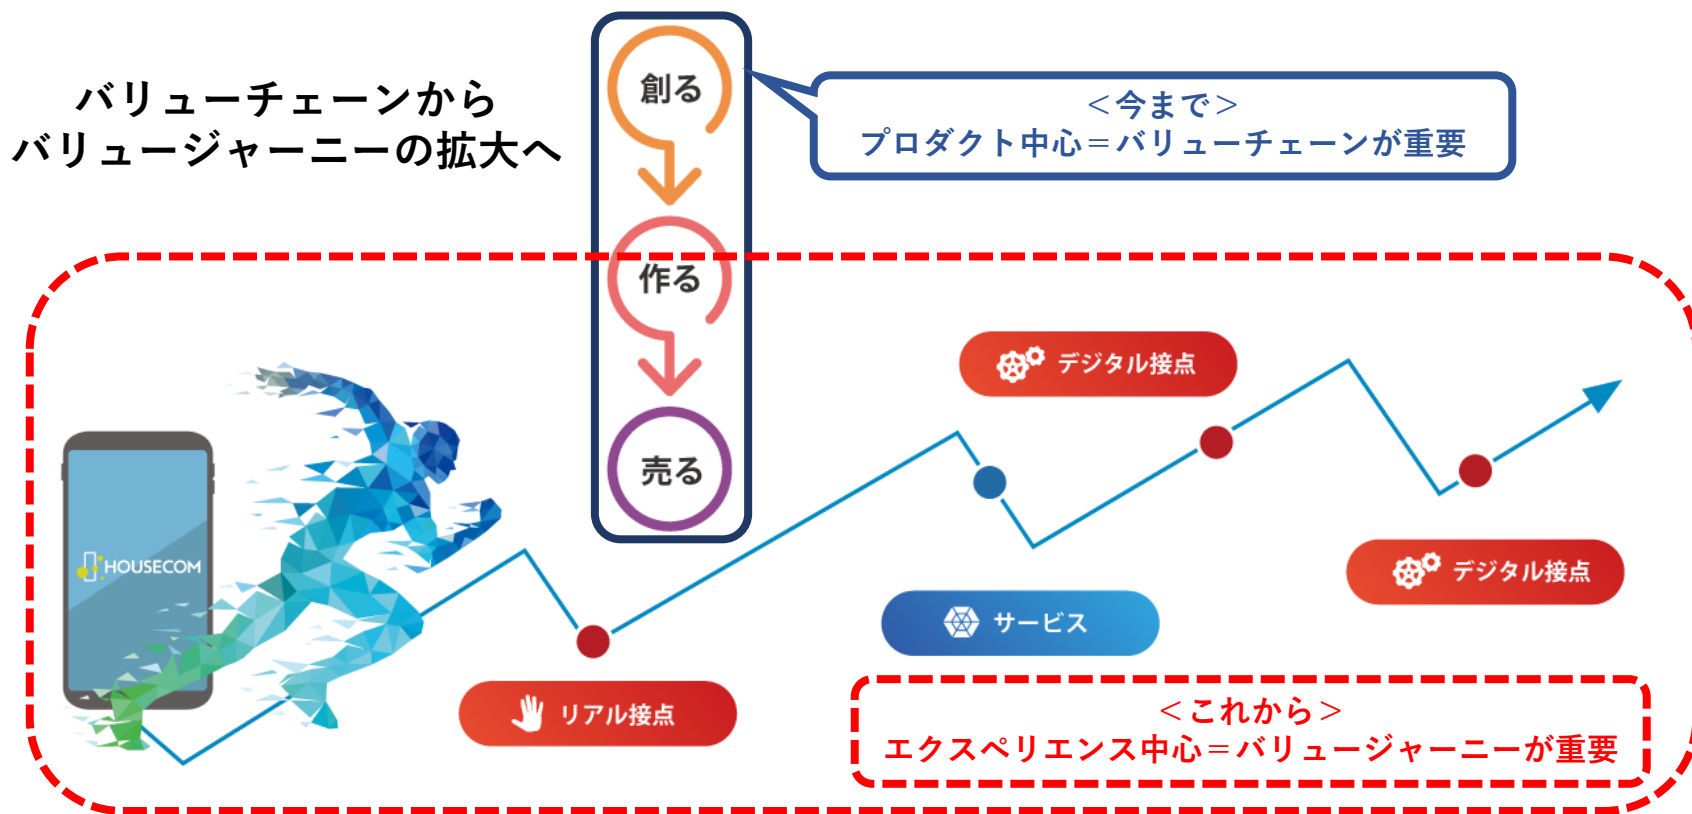 バリューチェーンから
バリュージャーニーの拡大へ
創る
作る
売る
＜今まで＞
プロダクト中心＝バリューチェーンが重要
HOUSECOM
リアル接点
サービス
デジタル接点
デジタル接点
＜これから＞
エクスペリエンス中心＝バリュージャーニーが重要